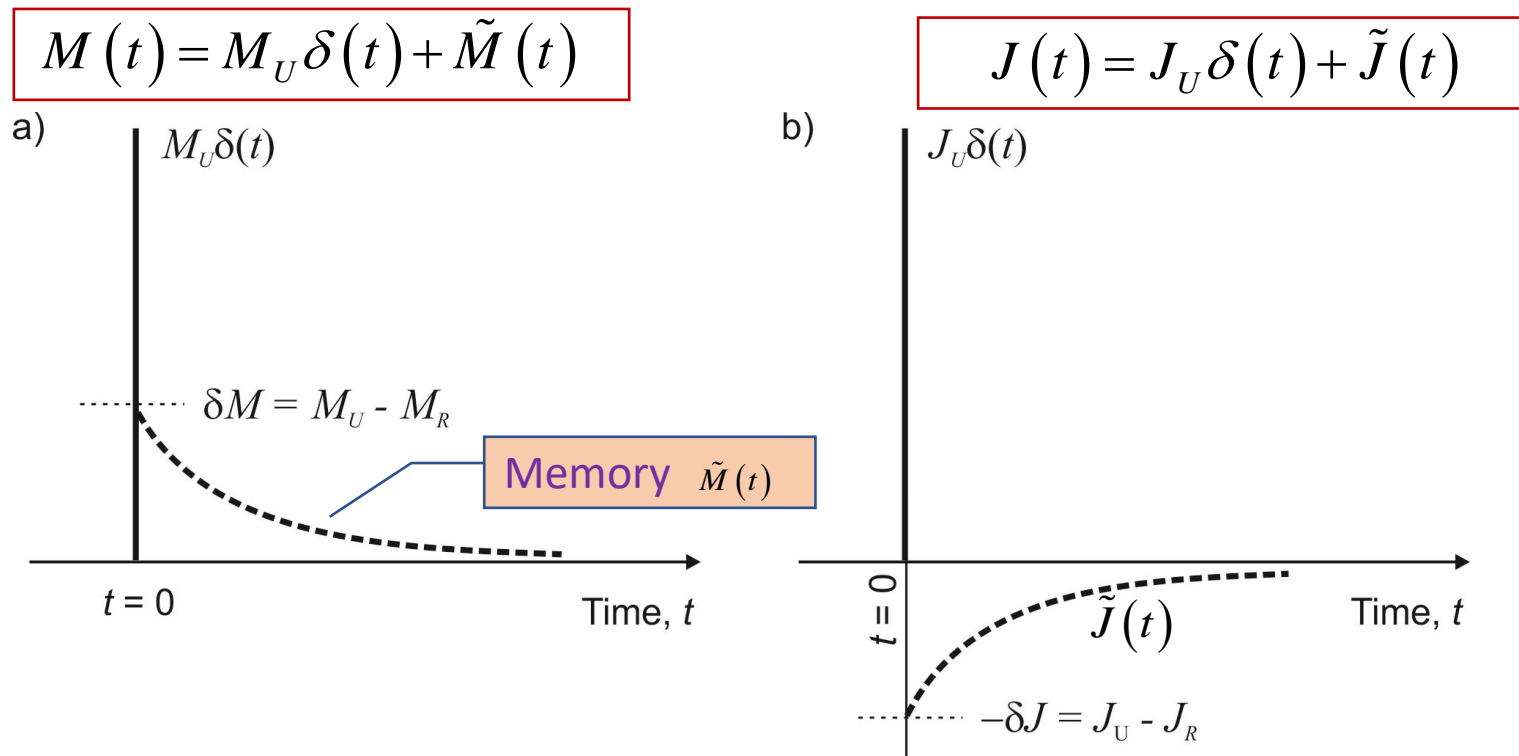 M(t) = M_U δ(t) + M̃(t)
J(t) = J_U δ(t) + J̃(t)
a)
M_U δ(t)
δM = M_U - M_R
Memory M̃(t)
t = 0
Time, t
b)
J_U δ(t)
t = 0
J̃(t)
Time, t
–δJ = J_U - J_R